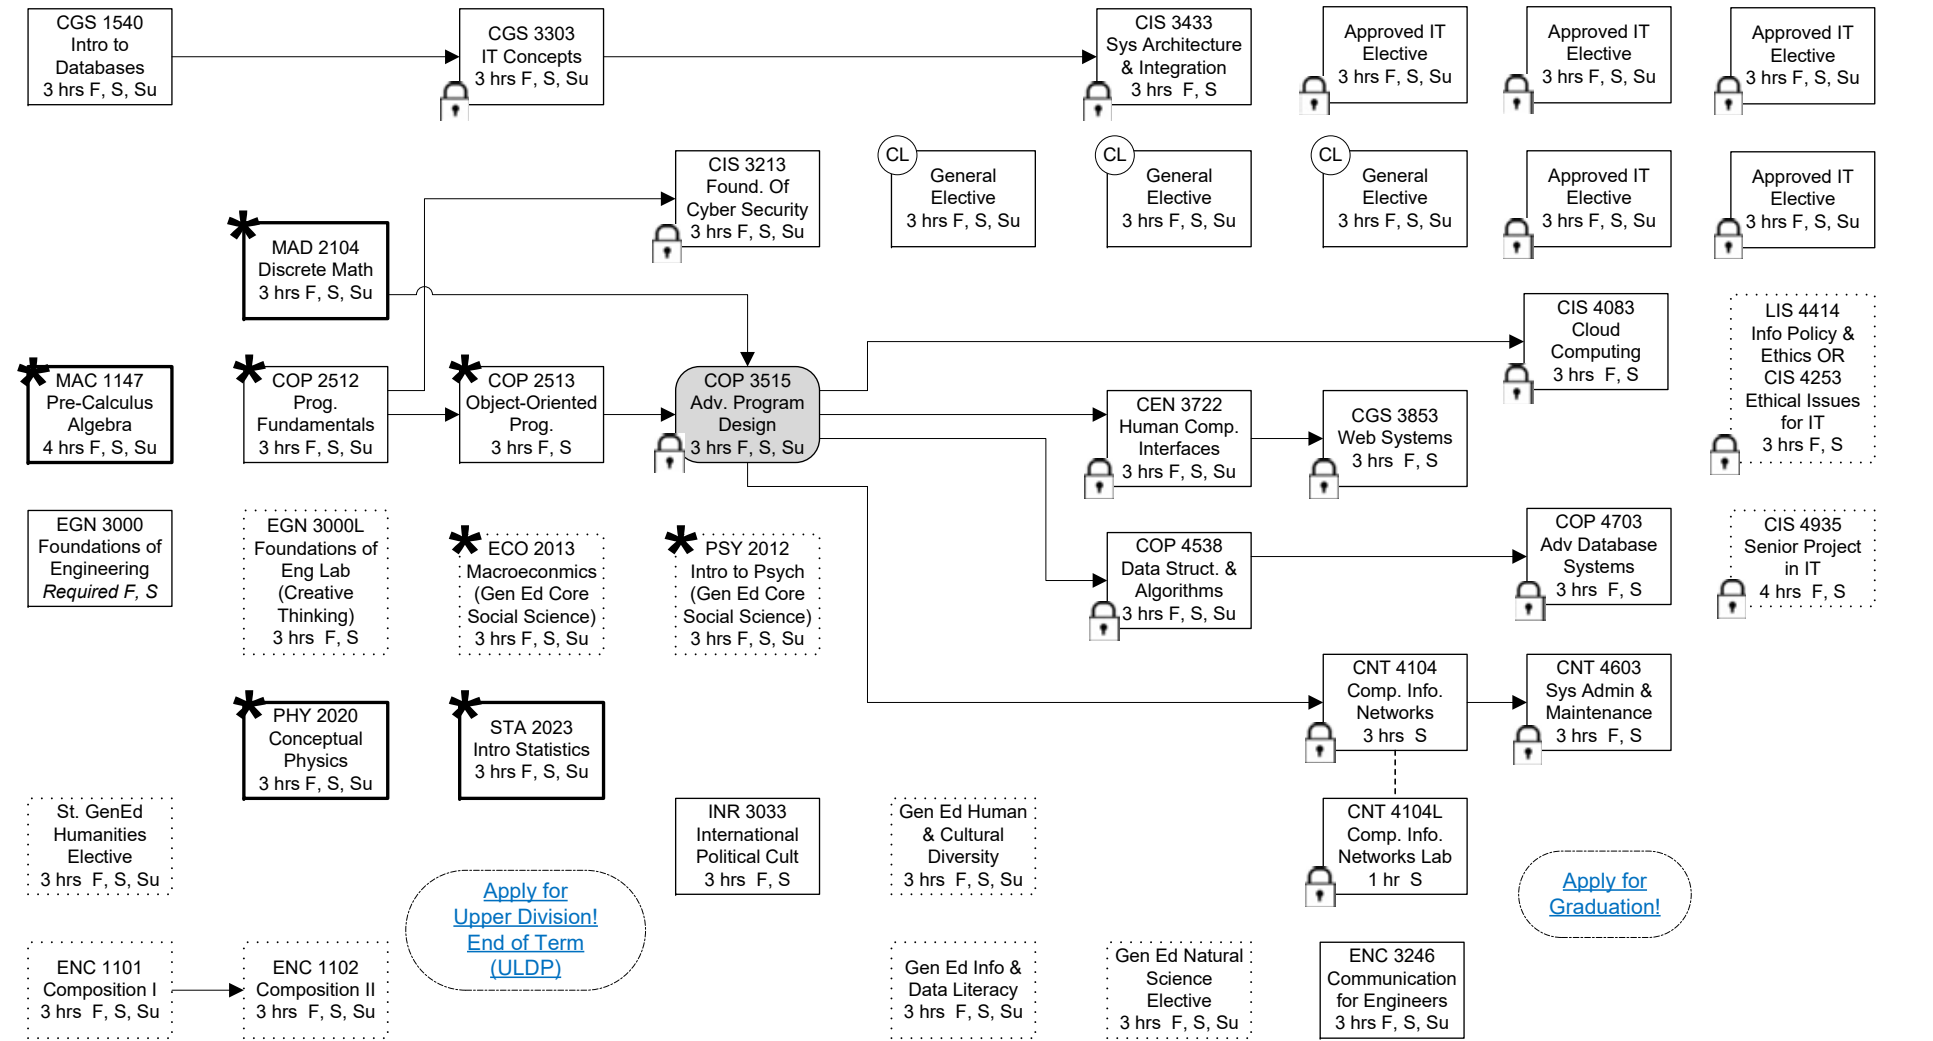 CGS 1540
Intro to
Databases
3 hrs F, S, Su
CGS 3303
IT Concepts
3 hrs F, S, Su
CIS 3433
Sys Architecture
& Integration
3 hrs F, S
Approved IT
Elective
3 hrs F, S, Su
Approved IT
Elective
3 hrs F, S, Su
Approved IT
Elective
3 hrs F, S, Su
CIS 3213
Found. Of
Cyber Security
3 hrs F, S, Su
CL
General
Elective
3 hrs F, S, Su
CL
General
Elective
3 hrs F, S, Su
CL
General
Elective
3 hrs F, S, Su
Approved IT
Elective
3 hrs F, S, Su
Approved IT
Elective
3 hrs F, S, Su
*
MAD 2104
Discrete Math
3 hrs F, S, Su
CIS 4083
Cloud
Computing
3 hrs F, S
LIS 4414
Info Policy &
Ethics OR
CIS 4253
Ethical Issues
for IT
3 hrs F, S
*
MAC 1147
Pre-Calculus
Algebra
4 hrs F, S, Su
*
COP 2512
Prog.
Fundamentals
3 hrs F, S, Su
*
COP 2513
Object-Oriented
Prog.
3 hrs F, S
COP 3515
Adv. Program
Design
3 hrs F, S, Su
CEN 3722
Human Comp.
Interfaces
3 hrs F, S, Su
CGS 3853
Web Systems
3 hrs F, S
EGN 3000
Foundations of
Engineering
Required F, S
EGN 3000L
Foundations of
Eng Lab
(Creative
Thinking)
3 hrs F, S
*
ECO 2013
Macroeconmics
(Gen Ed Core
Social Science)
3 hrs F, S, Su
*
PSY 2012
Intro to Psych
(Gen Ed Core
Social Science)
3 hrs F, S, Su
COP 4538
Data Struct. &
Algorithms
3 hrs F, S, Su
COP 4703
Adv Database
Systems
3 hrs F, S
CIS 4935
Senior Project
in IT
4 hrs F, S
*
PHY 2020
Conceptual
Physics
3 hrs F, S, Su
*
STA 2023
Intro Statistics
3 hrs F, S, Su
CNT 4104
Comp. Info.
Networks
3 hrs S
CNT 4603
Sys Admin &
Maintenance
3 hrs F, S
St. GenEd
Humanities
Elective
3 hrs F, S, Su
INR 3033
International
Political Cult
3 hrs F, S
Gen Ed Human
& Cultural
Diversity
3 hrs F, S, Su
CNT 4104L
Comp. Info.
Networks Lab
1 hr S
Apply for
Upper Division!
End of Term
(ULDP)
Apply for
Graduation!
ENC 1101
Composition I
3 hrs F, S, Su
ENC 1102
Composition II
3 hrs F, S, Su
Gen Ed Info &
Data Literacy
3 hrs F, S, Su
Gen Ed Natural
Science
Elective
3 hrs F, S, Su
ENC 3246
Communication
for Engineers
3 hrs F, S, Su